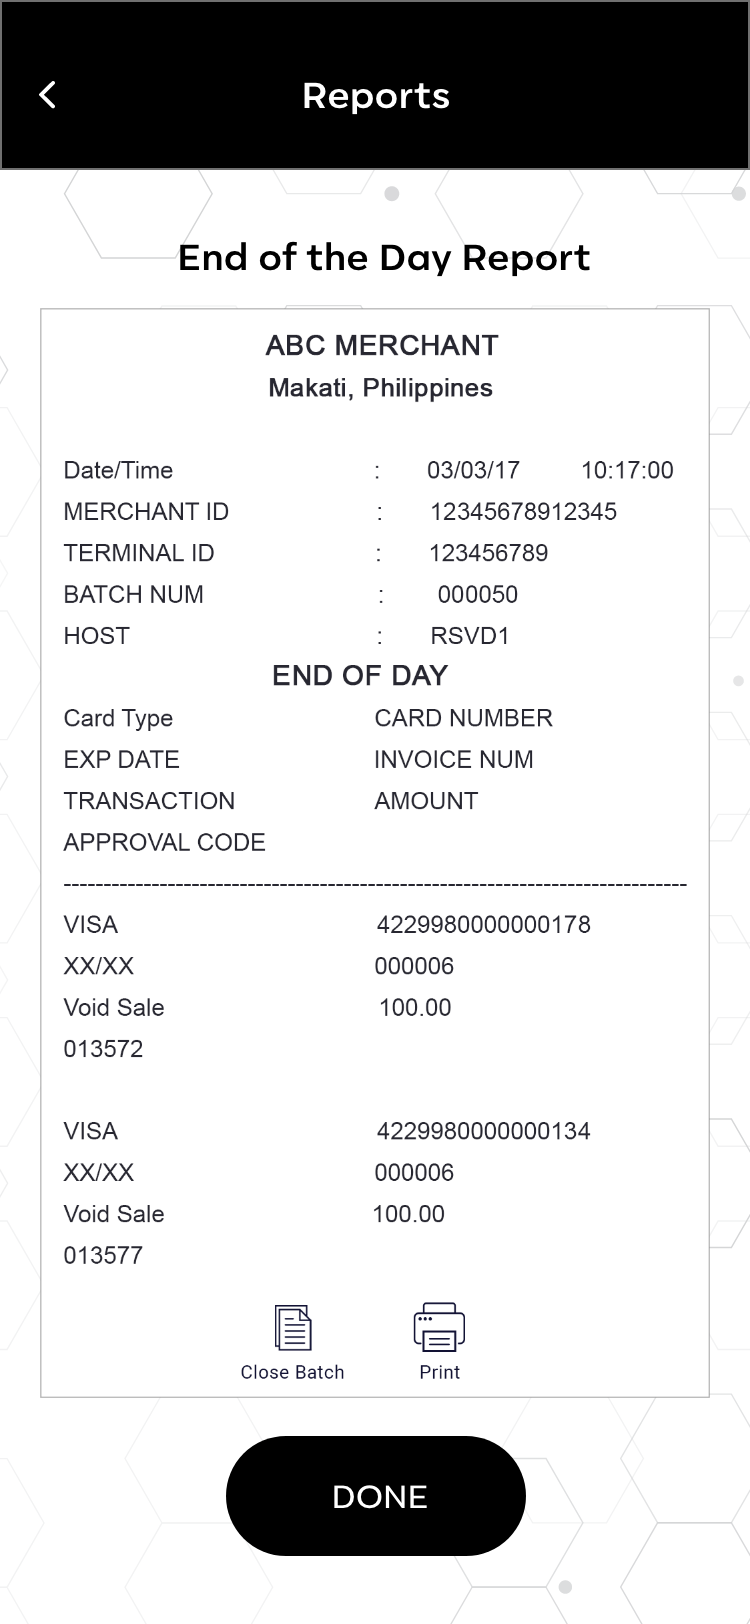 Reports
End of the Day Report
ABC MERCHANT
Makati, Philippines
Date/Time : 03/03/17 10:17:00
MERCHANT ID : 12345678912345
TERMINAL ID : 123456789
BATCH NUM : 000050
HOST : RSVD1
END OF DAY
Card Type CARD NUMBER
EXP DATE INVOICE NUM
TRANSACTION AMOUNT
APPROVAL CODE
-------------------------------------------------------------------------------
VISA 4229980000000178
XX/XX 000006
Void Sale 100.00
013572
VISA 4229980000000134
XX/XX 000006
Void Sale 100.00
013577
Close Batch Print
DONE